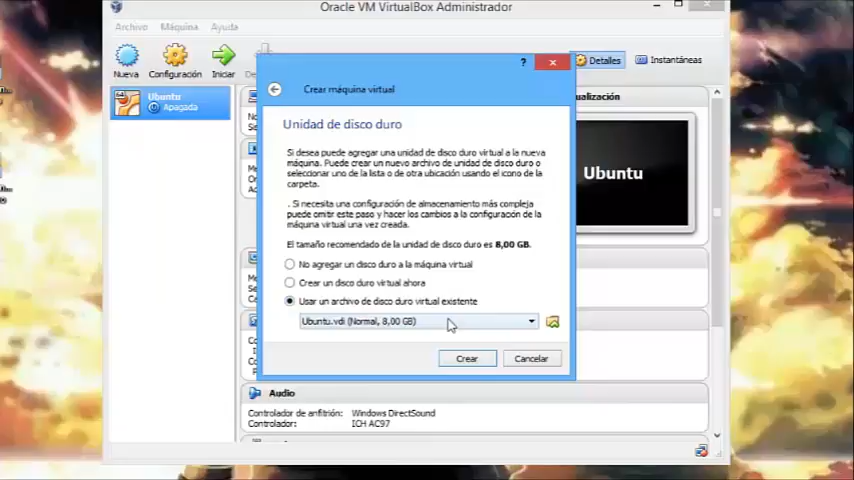 Oracle VM VirtualBox Administrador
Archivo Máquina Ayuda
Nueva Configuración Iniciar
Detalles Instantáneas
Ubuntu
Apagada
?
Crear máquina virtual
Unidad de disco duro
Si desea puede agregar una unidad de disco duro virtual a la nueva
máquina. Puede crear un nuevo archivo de unidad de disco duro o
seleccionar uno de la lista o de otra ubicación usando el icono de la
carpeta.
. Si necesita una configuración de almacenamiento más compleja
puede omitir este paso y hacer los cambios a la configuración de la
máquina virtual una vez creada.
El tamaño recomendado de la unidad de disco duro es 8,00 GB.
No agregar un disco duro a la máquina virtual
Crear un disco duro virtual ahora
Usar un archivo de disco duro virtual existente
Ubuntu.vdi (Normal, 8,00 GB)
Crear Cancelar
ualización
Ubuntu
Audio
Controlador de anfitrión: Windows DirectSound
Controlador: ICH AC97